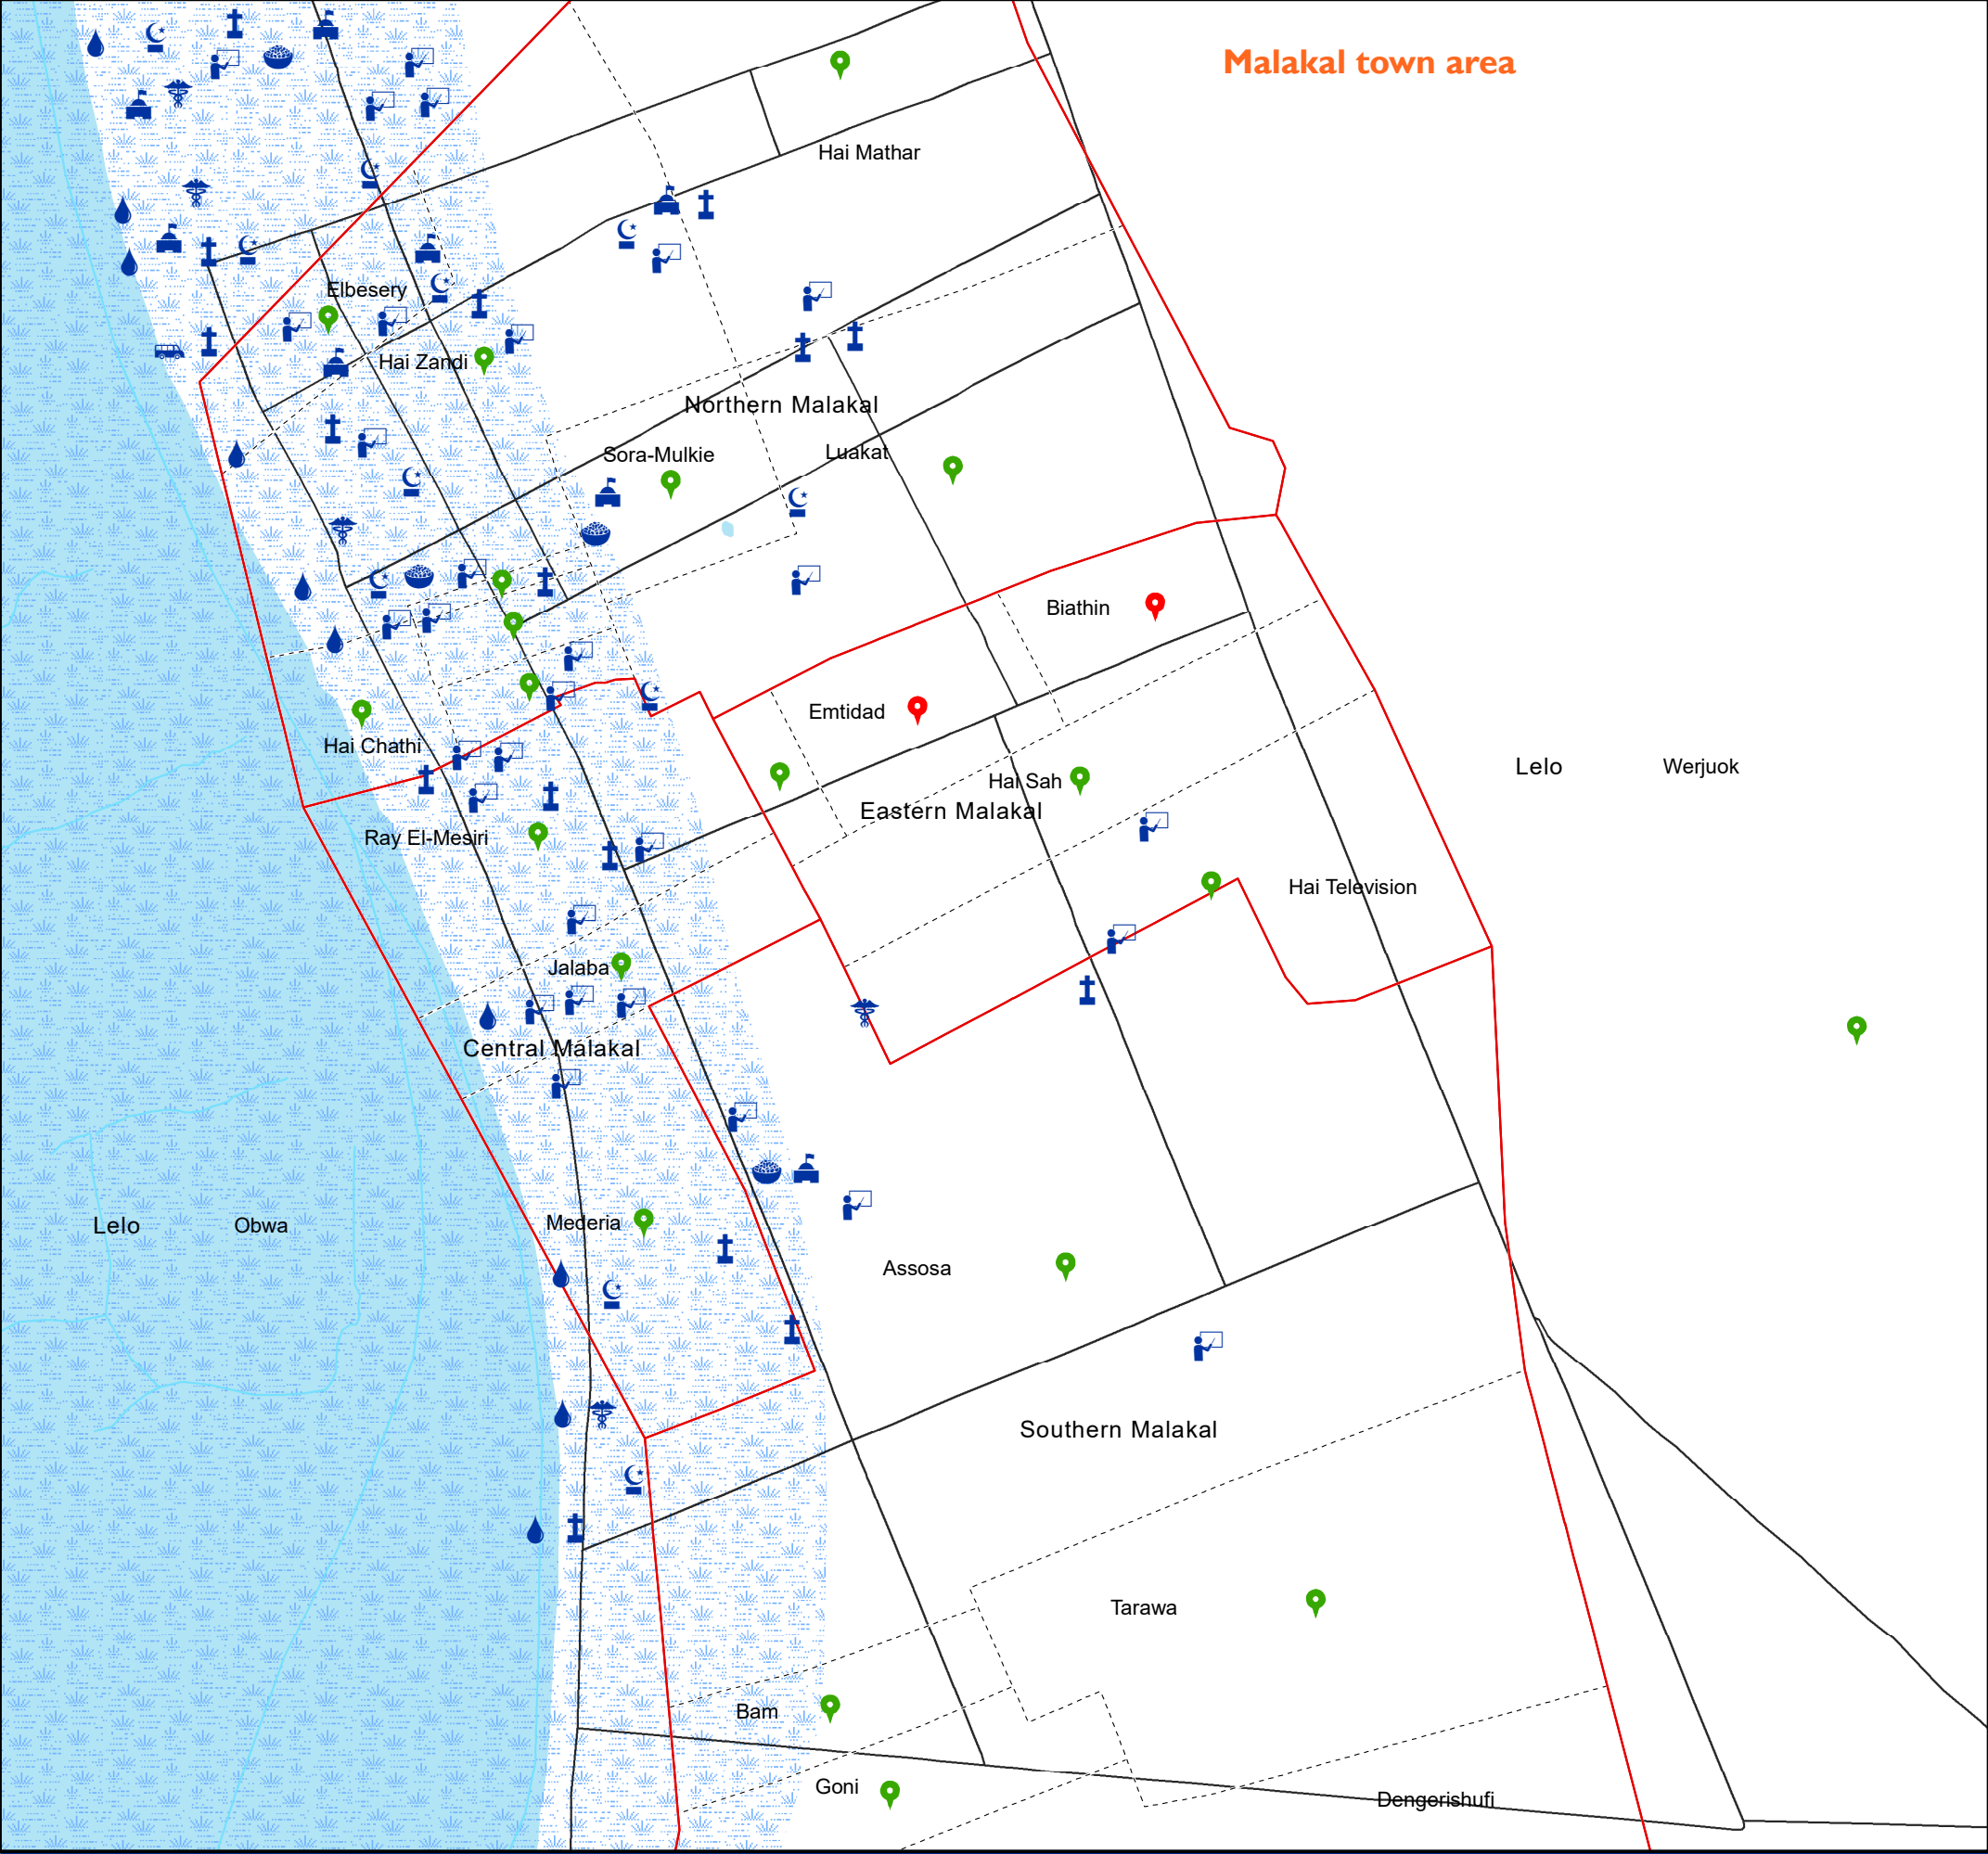 Malakal town area
Hai Mathar
Elbesery
Hai Zandi
Northern Malakal
Sora-Mulkie
Luakat
Biathin
Emtidad
Hai Chathi
Hai Sah
Lelo
Werjuok
Eastern Malakal
Ray El-Mesiri
Hai Television
Jalaba
Central Malakal
Lelo
Obwa
Mederia
Assosa
Southern Malakal
Tarawa
Bam
Goni
Dengerishufi